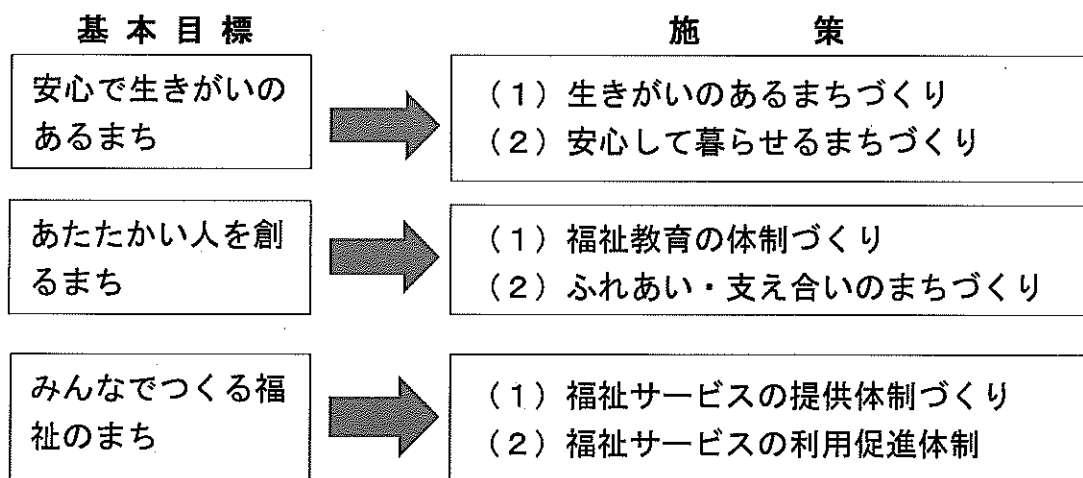 基本目標
施策
安心で生きがいの
あるまち
(1)生きがいのあるまちづくり
(2)安心して暮らせるまちづくり
あたたかい人を創
るまち
(1)福祉教育の体制づくり
(2)ふれあい・支え合いのまちづくり
みんなでつくる福
祉のまち
(1)福祉サービスの提供体制づくり
(2)福祉サービスの利用促進体制